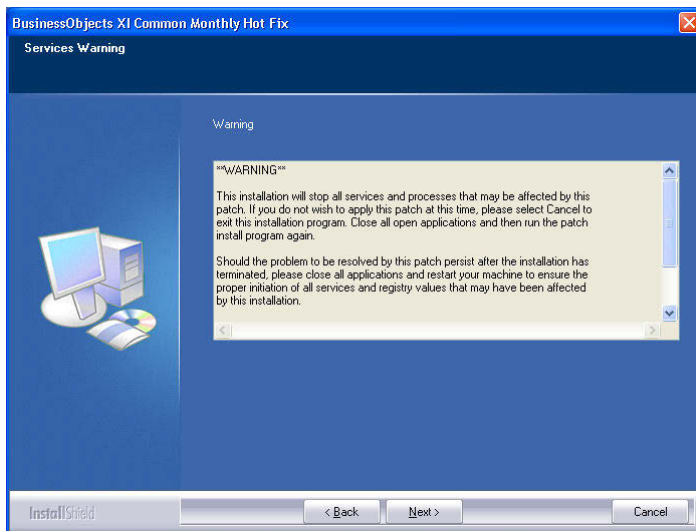 BusinessObjects XI Common Monthly Hot Fix
Services Warning
Warning
**WARNING**
This installation will stop all services and processes that may be affected by this
patch. If you do not wish to apply this patch at this time, please select Cancel to
exit this installation program. Close all open applications and then run the patch
install program again.
Should the problem to be resolved by this patch persist after the installation has
terminated, please close all applications and restart your machine to ensure the
proper initiation of all services and registry values that may have been affected
by this installation.
InstallShield
< Back
Next >
Cancel